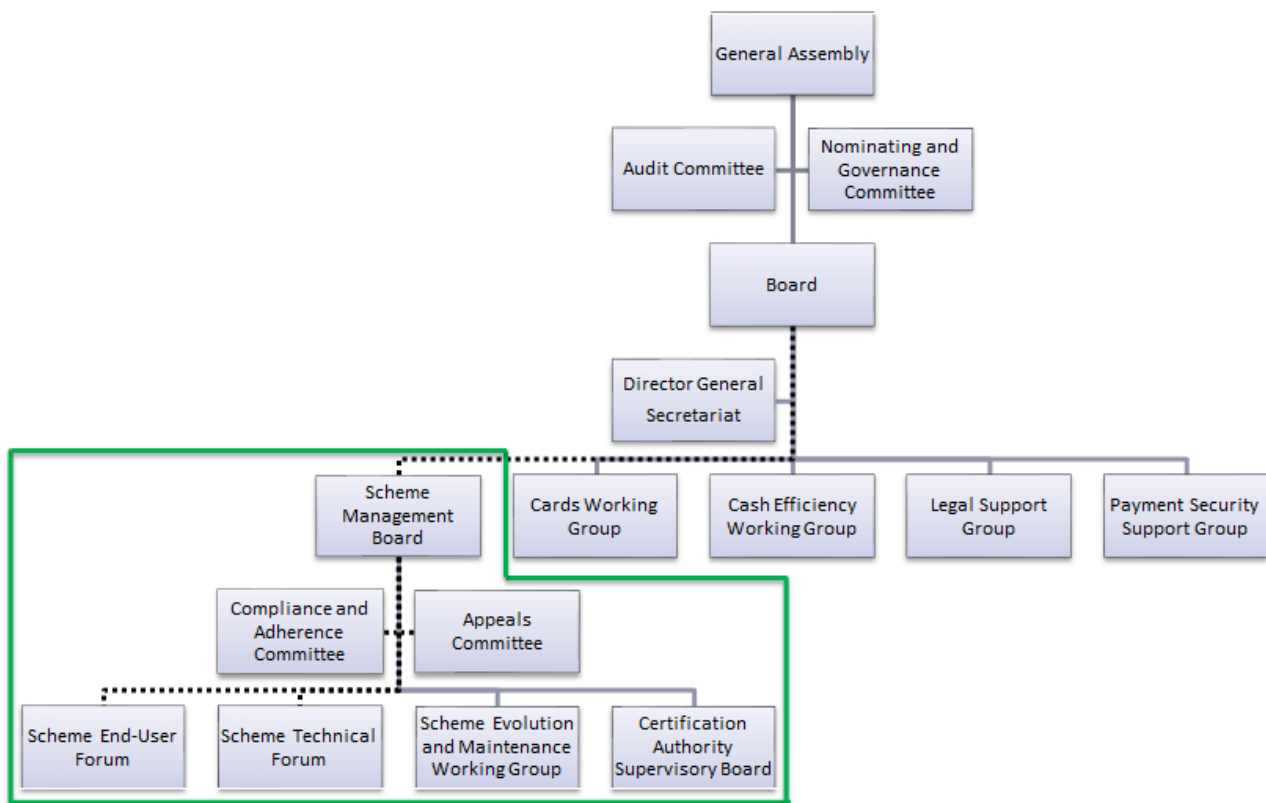 General Assembly
Audit Committee
Nominating and
Governance
Committee
Board
Director General
Secretariat
Scheme
Management
Board
Cards Working
Group
Cash Efficiency
Working Group
Legal Support
Group
Payment Security
Support Group
Compliance and
Adherence
Committee
Appeals
Committee
Scheme End-User
Forum
Scheme Technical
Forum
Scheme Evolution
and Maintenance
Working Group
Certification
Authority
Supervisory Board